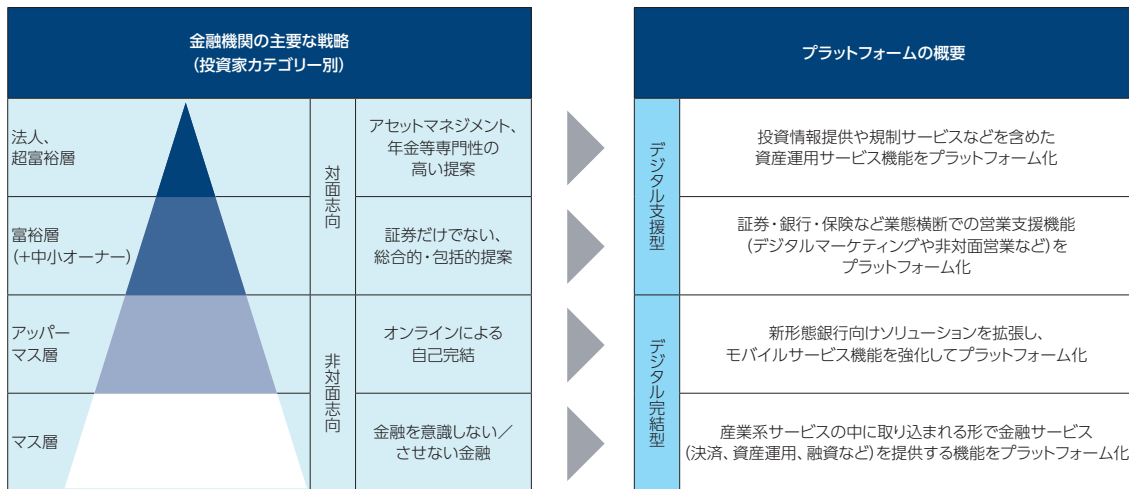 金融機関の主要な戦略
（投資家カテゴリー別）
法人、
超富裕層
対面志向
アセットマネジメント、
年金等専門性の
高い提案
富裕層
（+中小オーナー）
証券だけでない、
総合的・包括的提案
アッパー
マス層
非対面志向
オンラインによる
自己完結
マス層
金融を意識しない／
させない金融
プラットフォームの概要
デジタル支援型
投資情報提供や規制サービスなどを含めた
資産運用サービス機能をプラットフォーム化
証券・銀行・保険など業態横断での営業支援機能
（デジタルマーケティングや非対面営業など）を
プラットフォーム化
デジタル完結型
新形態銀行向けソリューションを拡張し、
モバイルサービス機能を強化してプラットフォーム化
産業系サービスの中に取り込まれる形で金融サービス
（決済、資産運用、融資など）を提供する機能をプラットフォーム化